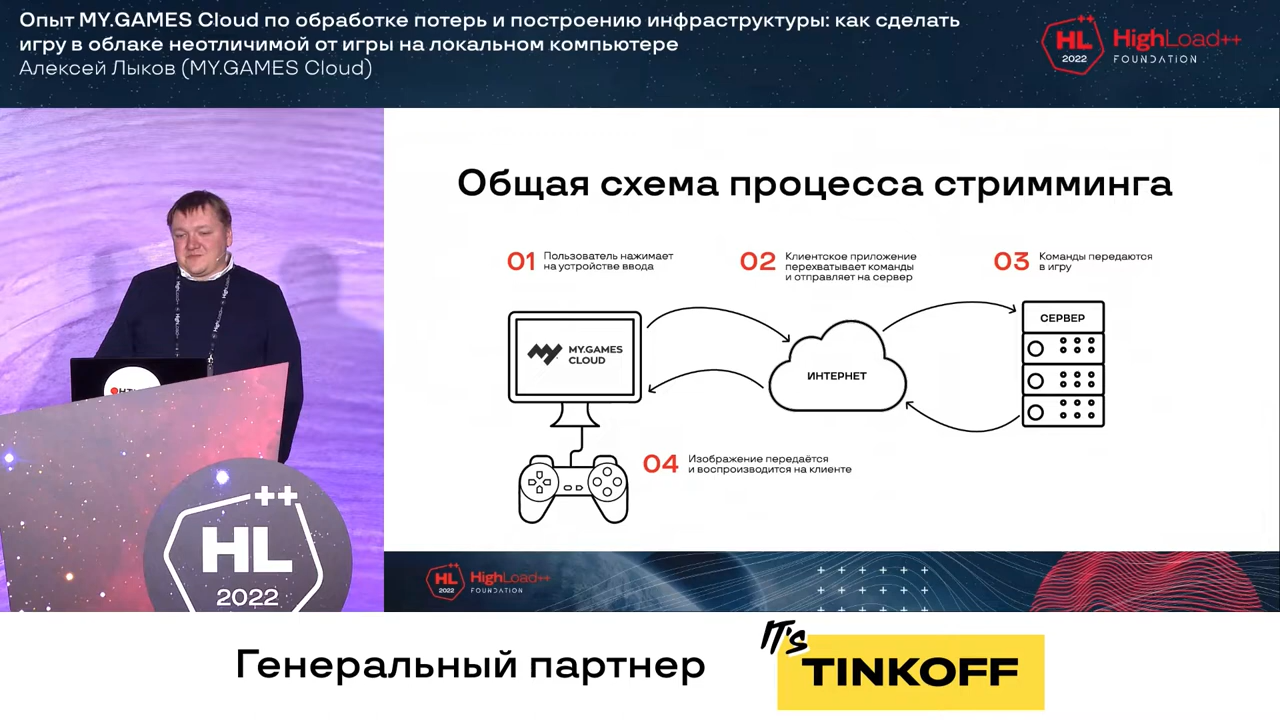 Опыт MY.GAMES Cloud по обработке потерь и построению инфраструктуры: как сделать
игру в облаке неотличимой от игры на локальном компьютере
Алексей Лыков (MY.GAMES Cloud)
HL
2022
HighLoad++
FOUNDATION
Общая схема процесса стримминга
01 Пользователь нажимает
на устройстве ввода
02 Клиентское приложение
перехватывает команды
и отправляет на сервер
03 Команды передаются
в игру
MY.GAMES
CLOUD
ИНТЕРНЕТ
СЕРВЕР
04 Изображение передаётся
и воспроизводится на клиенте
++
HL
2022
HL
2022
HighLoad++
FOUNDATION
Генеральный партнер
IT's
TINKOFF